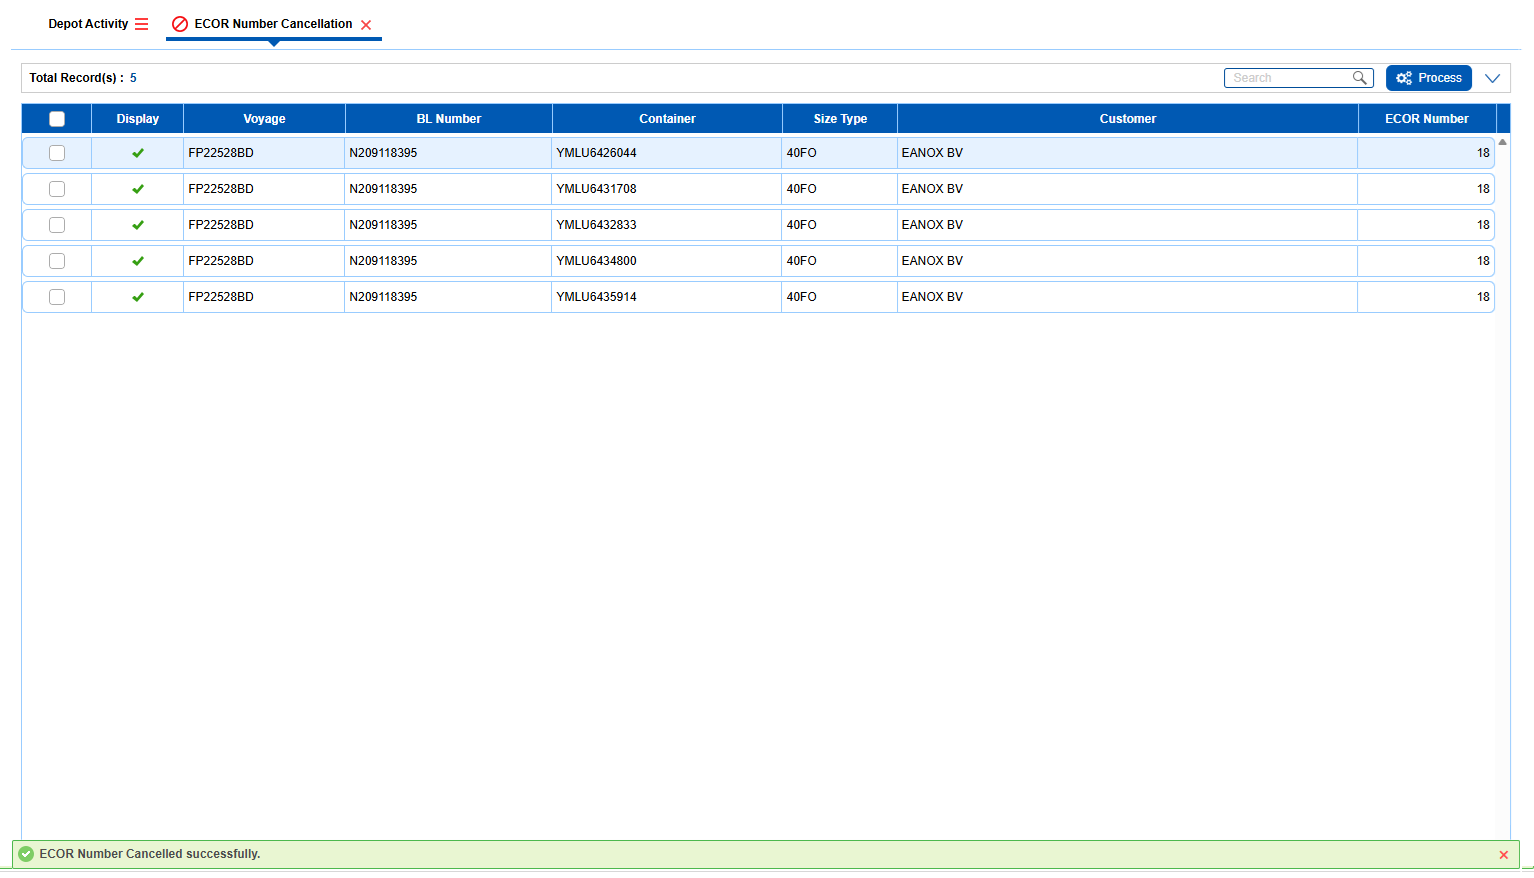 Depot Activity ECOR Number Cancellation
Total Record(s) : 5 Search Process
Display Voyage BL Number Container Size Type Customer ECOR Number
FP22528BD N209118395 YMLU6426044 40FO EANOX BV 18
FP22528BD N209118395 YMLU6431708 40FO EANOX BV 18
FP22528BD N209118395 YMLU6432833 40FO EANOX BV 18
FP22528BD N209118395 YMLU6434800 40FO EANOX BV 18
FP22528BD N209118395 YMLU6435914 40FO EANOX BV 18
ECOR Number Cancelled successfully.